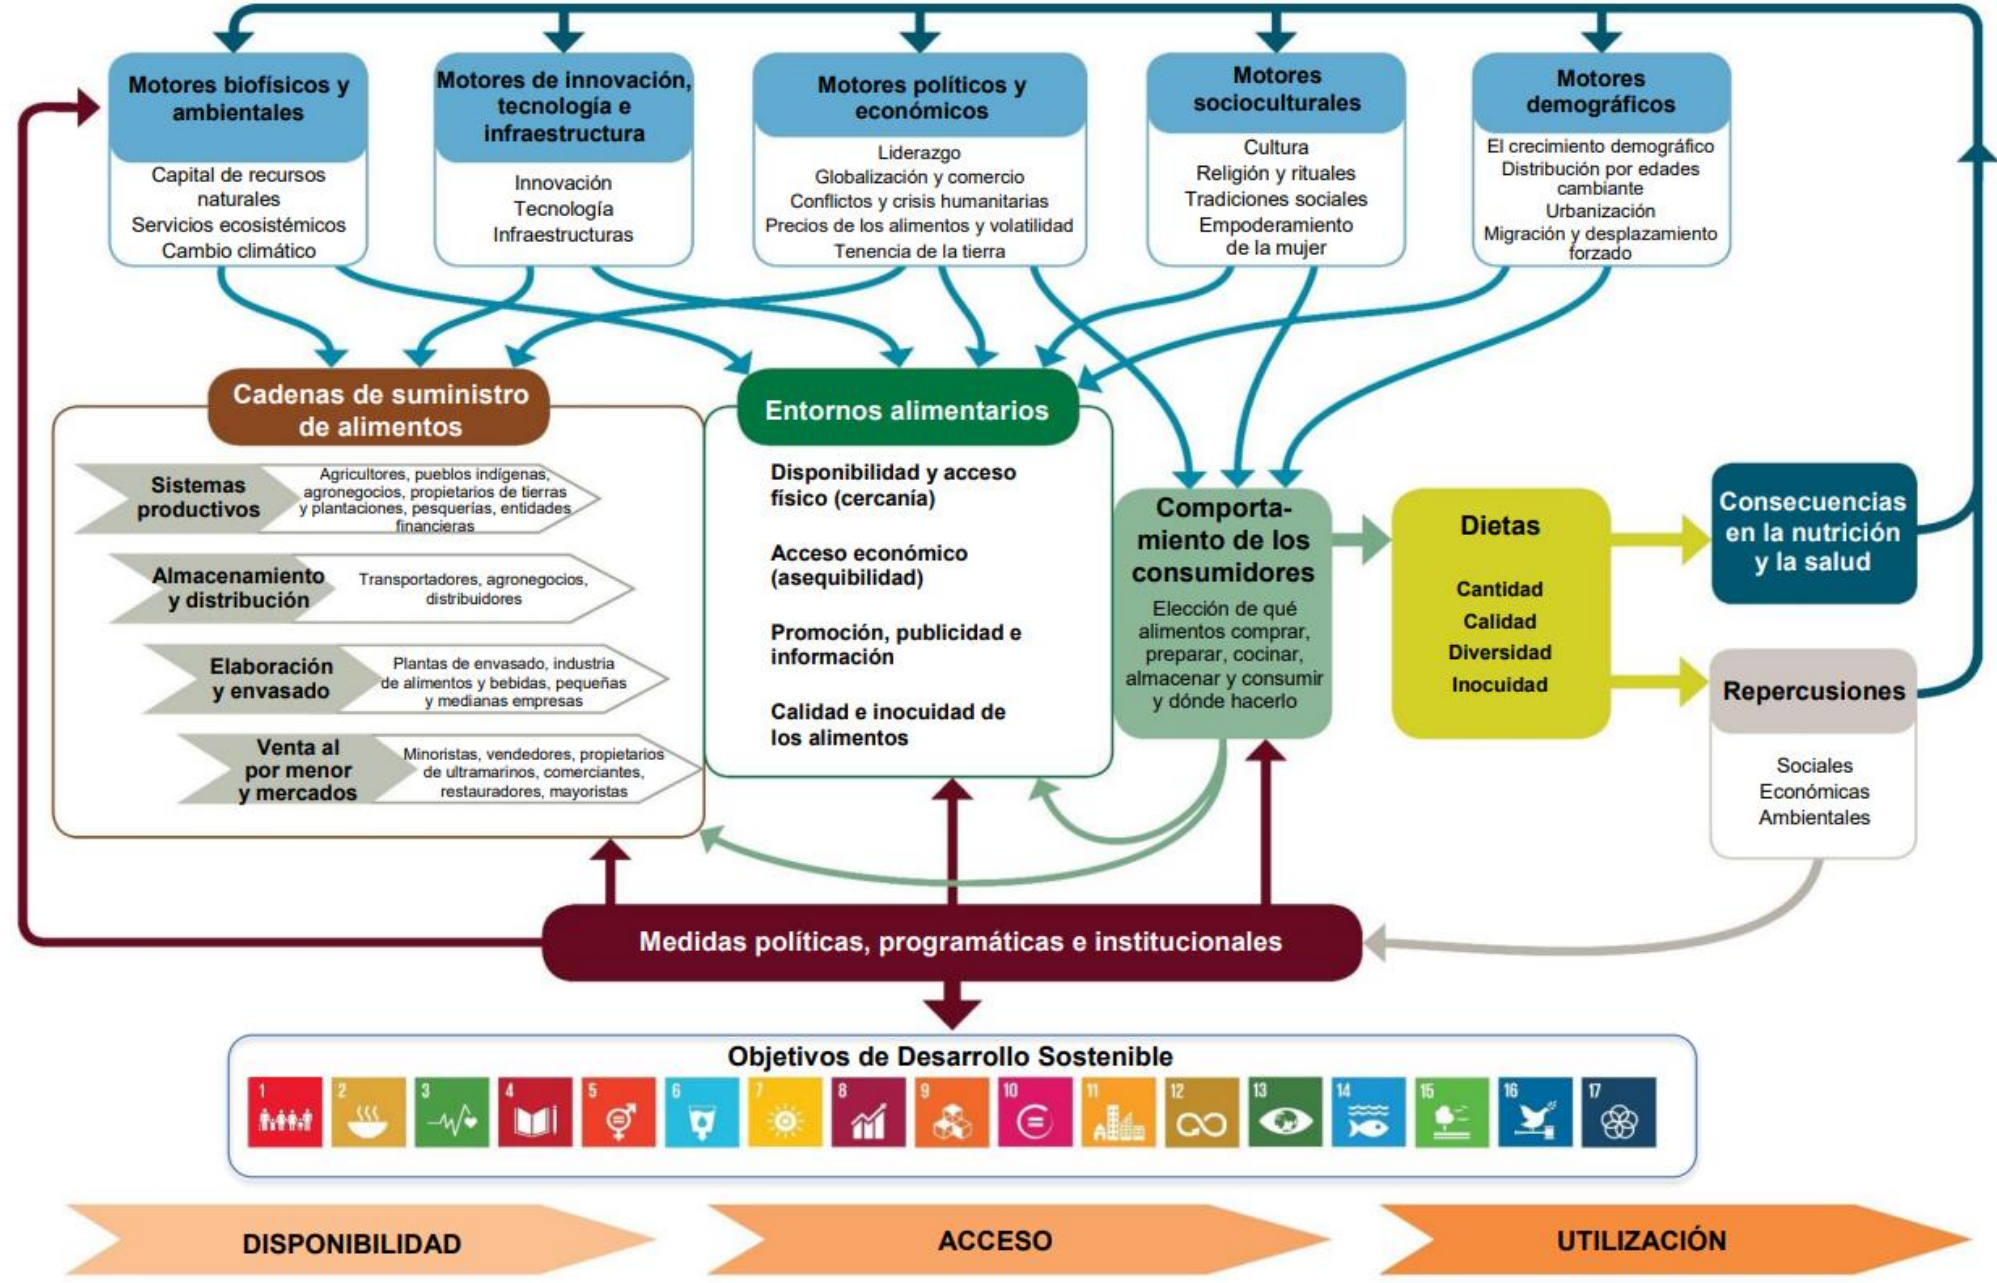 Motores biofísicos y
ambientales
Capital de recursos
naturales
Servicios ecosistémicos
Cambio climático
Motores de innovación,
tecnología e
infraestructura
Innovación
Tecnología
Infraestructuras
Motores políticos y
económicos
Liderazgo
Globalización y comercio
Conflictos y crisis humanitarias
Precios de los alimentos y volatilidad
Tenencia de la tierra
Motores
socioculturales
Cultura
Religión y rituales
Tradiciones sociales
Empoderamiento
de la mujer
Motores
demográficos
El crecimiento demográfico
Distribución por edades
cambiante
Urbanización
Migración y desplazamiento
forzado
Cadenas de suministro
de alimentos
Sistemas
productivos
Agricultores, pueblos indígenas,
agronegocios, propietarios de tierras
y plantaciones, pesquerías, entidades
financieras
Almacenamiento
y distribución
Transportadores, agronegocios,
distribuidores
Elaboración
y envasado
Plantas de envasado, industria
de alimentos y bebidas, pequeñas
y medianas empresas
Venta al
por menor
y mercados
Minoristas, vendedores, propietarios
de ultramarinos, comerciantes,
restauradores, mayoristas
Entornos alimentarios
Disponibilidad y acceso
físico (cercanía)
Acceso económico
(asequibilidad)
Promoción, publicidad e
información
Calidad e inocuidad de
los alimentos
Comporta-
miento de los
consumidores
Elección de qué
alimentos comprar,
preparar, cocinar,
almacenar y consumir
y dónde hacerlo
Dietas
Cantidad
Calidad
Diversidad
Inocuidad
Consecuencias
en la nutrición
y la salud
Repercusiones
Sociales
Económicas
Ambientales
Medidas políticas, programáticas e institucionales
Objetivos de Desarrollo Sostenible
1 2 3 4 5 6 7 8 9 10 11 12 13 14 15 16 17
DISPONIBILIDAD
ACCESO
UTILIZACIÓN